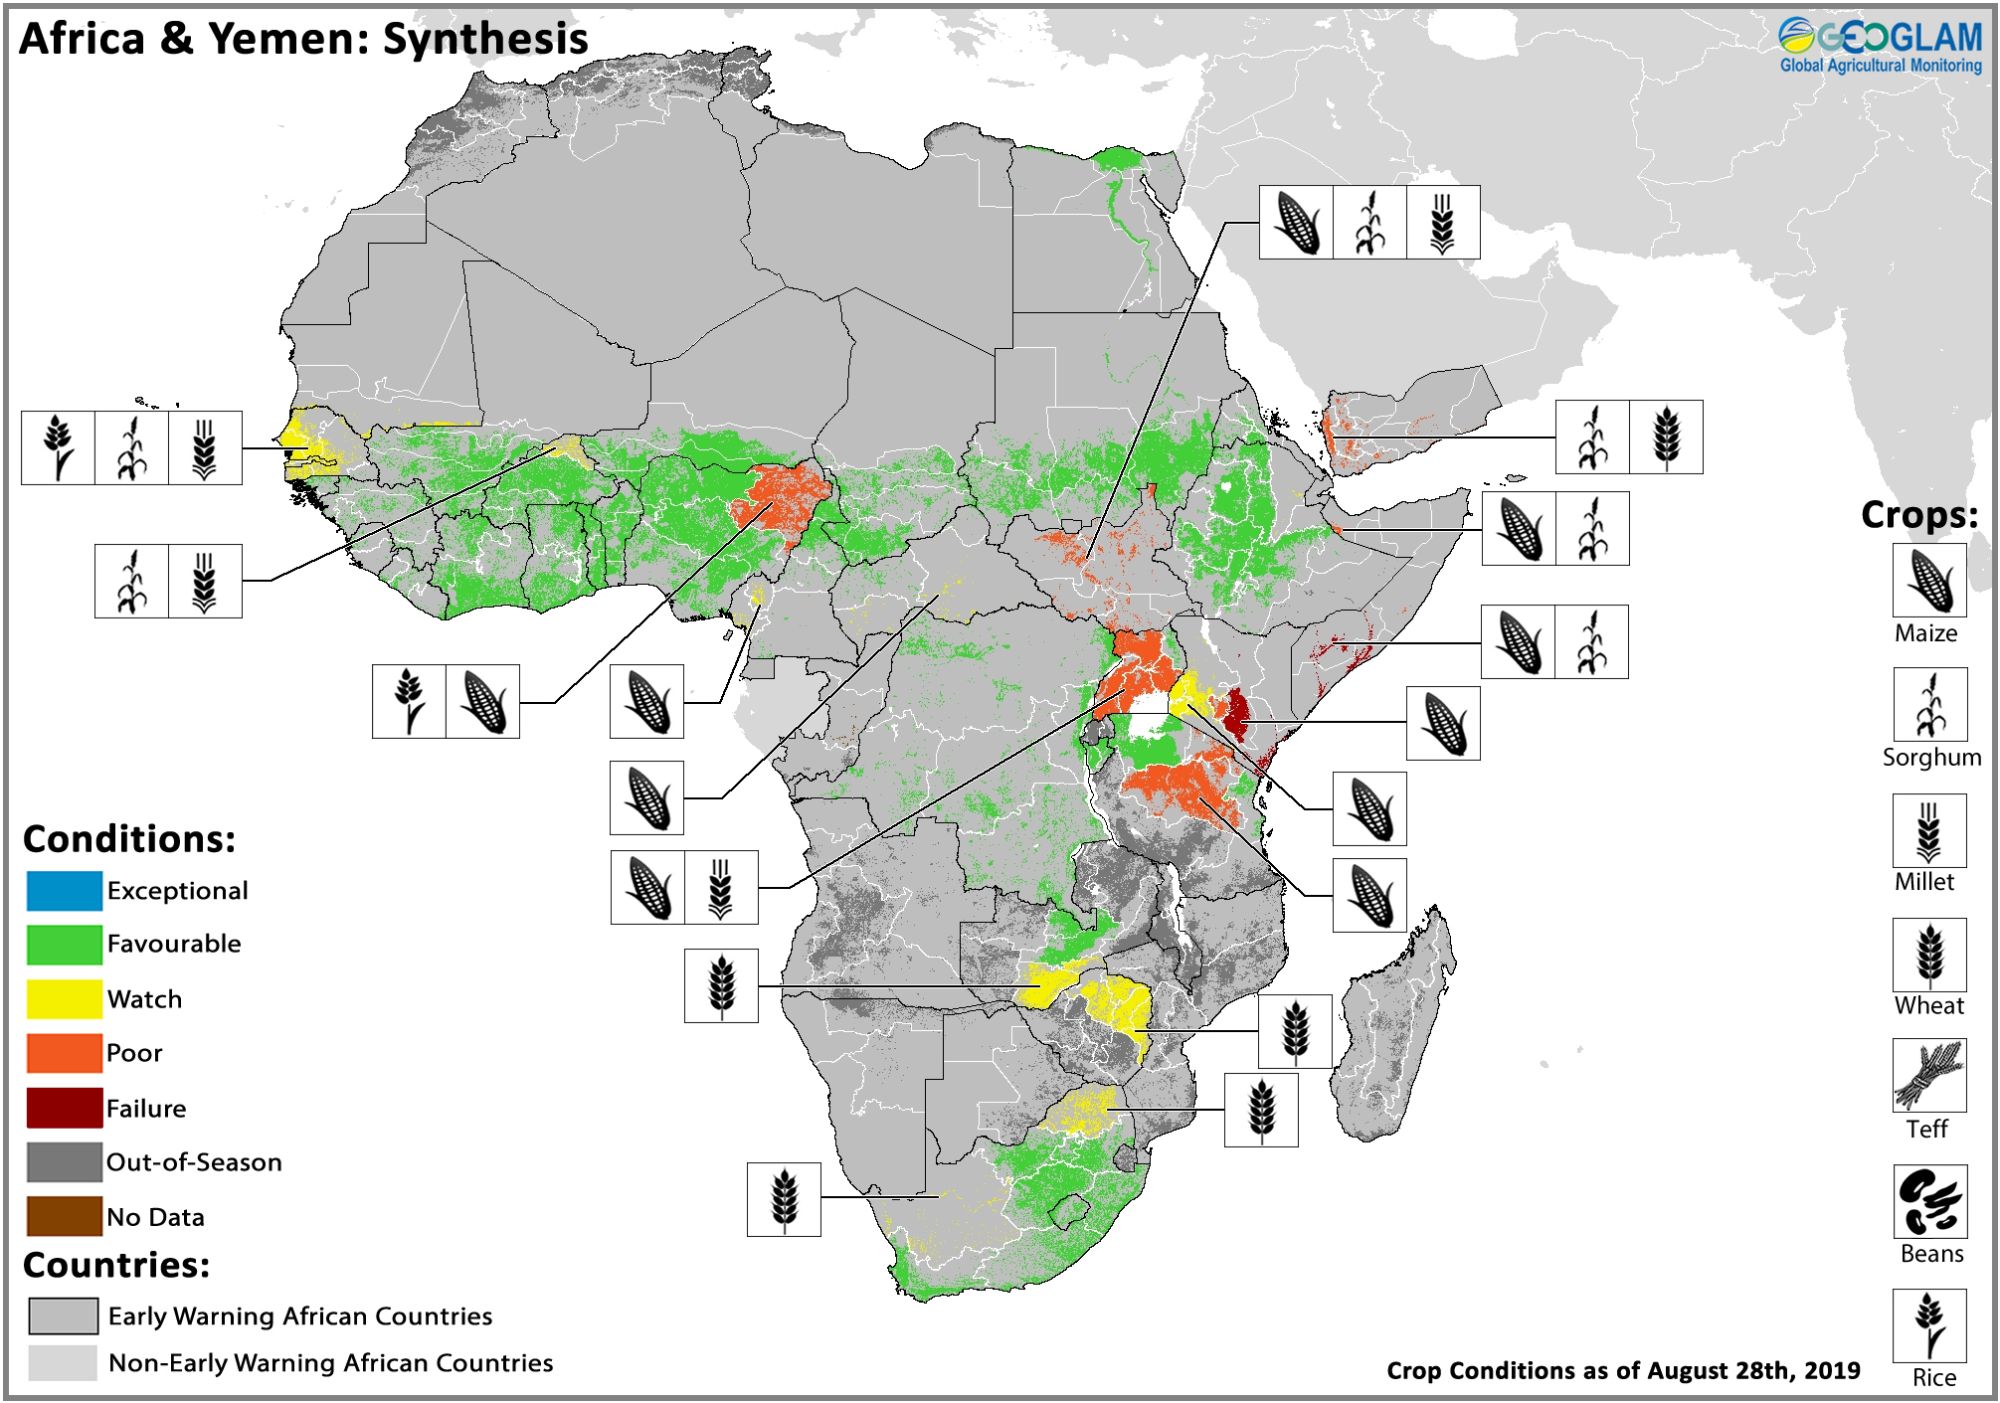 Africa & Yemen: Synthesis
GEOGLAM
Global Agricultural Monitoring
Crops:
Maize
Sorghum
Millet
Wheat
Teff
Beans
Rice
Conditions:
Exceptional
Favourable
Watch
Poor
Failure
Out-of-Season
No Data
Countries:
Early Warning African Countries
Non-Early Warning African Countries
Crop Conditions as of August 28th, 2019